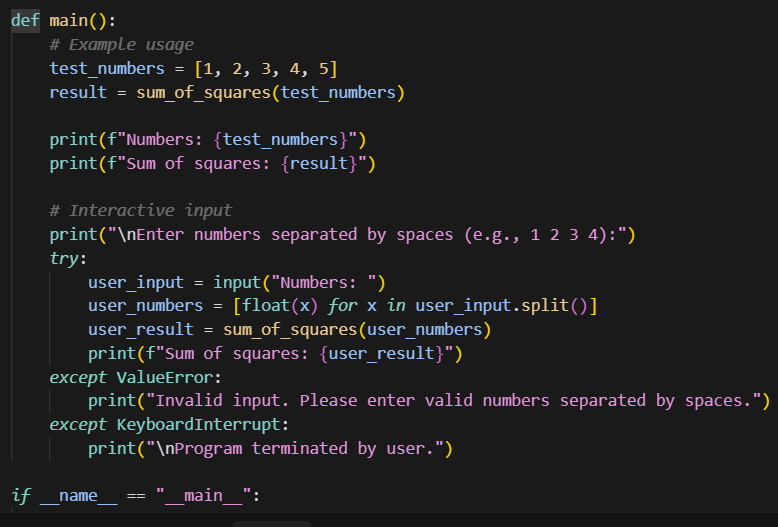 def main():
    # Example usage
    test_numbers = [1, 2, 3, 4, 5]
    result = sum_of_squares(test_numbers)

    print(f"Numbers: {test_numbers}")
    print(f"Sum of squares: {result}")

    # Interactive input
    print("\nEnter numbers separated by spaces (e.g., 1 2 3 4):")
    try:
        user_input = input("Numbers: ")
        user_numbers = [float(x) for x in user_input.split()]
        user_result = sum_of_squares(user_numbers)
        print(f"Sum of squares: {user_result}")
    except ValueError:
        print("Invalid input. Please enter valid numbers separated by spaces.")
    except KeyboardInterrupt:
        print("\nProgram terminated by user.")

if __name__ == "__main__":